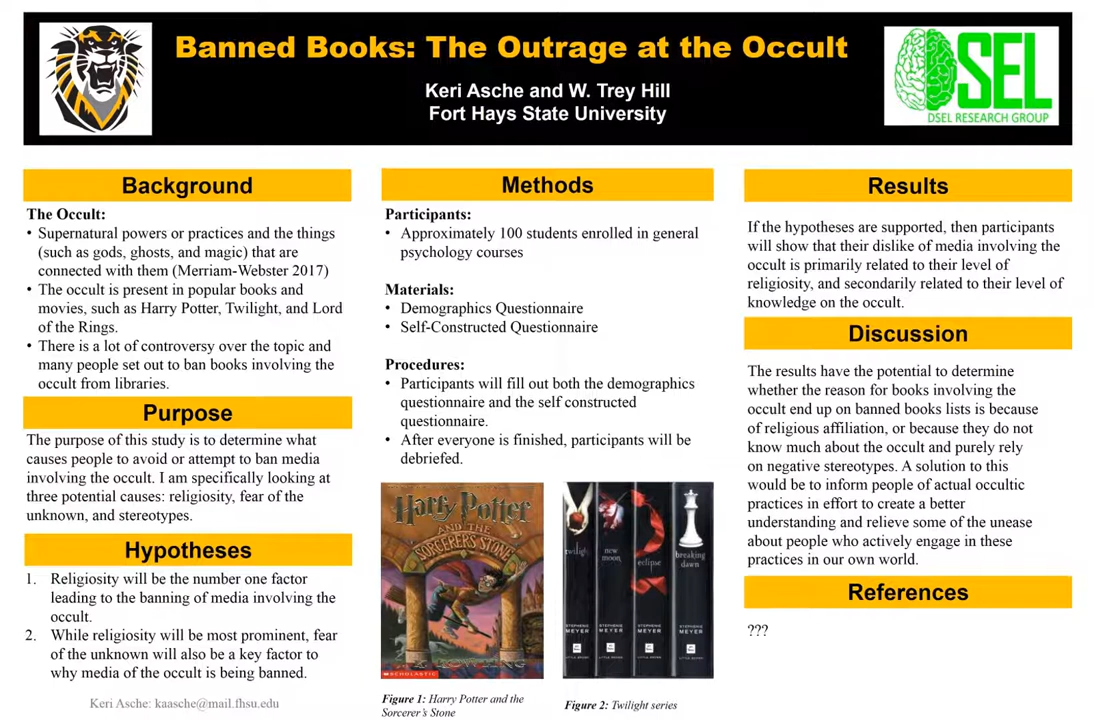 Banned Books: The Outrage at the Occult
Keri Asche and W. Trey Hill
Fort Hays State University
DSEL
DSEL RESEARCH GROUP
Background
The Occult:
• Supernatural powers or practices and the things
(such as gods, ghosts, and magic) that are
connected with them (Merriam-Webster 2017)
• The occult is present in popular books and
movies, such as Harry Potter, Twilight, and Lord
of the Rings.
• There is a lot of controversy over the topic and
many people set out to ban books involving the
occult from libraries.
Purpose
The purpose of this study is to determine what
causes people to avoid or attempt to ban media
involving the occult. I am specifically looking at
three potential causes: religiosity, fear of the
unknown, and stereotypes.
Hypotheses
1. Religiosity will be the number one factor
leading to the banning of media involving the
occult.
2. While religiosity will be most prominent, fear
of the unknown will also be a key factor to
why media of the occult is being banned.
Keri Asche: kaasche@mail.fhsu.edu
Methods
Participants:
• Approximately 100 students enrolled in general
psychology courses
Materials:
• Demographics Questionnaire
• Self-Constructed Questionnaire
Procedures:
• Participants will fill out both the demographics
questionnaire and the self constructed
questionnaire.
• After everyone is finished, participants will be
debriefed.
Harry Potter
AND THE
SORCERER'S STONE
SCHOLASTIC
twilight
new
moon
eclipse
breaking
dawn
STEPHENIE
MEYER
STEPHENIE
MEYER
STEPHENIE
MEYER
STEPHENIE
MEYER
Figure 1: Harry Potter and the
Sorcerer's Stone
Figure 2: Twilight series
Results
If the hypotheses are supported, then participants
will show that their dislike of media involving the
occult is primarily related to their level of
religiosity, and secondarily related to their level of
knowledge on the occult.
Discussion
The results have the potential to determine
whether the reason for books involving the
occult end up on banned books lists is because
of religious affiliation, or because they do not
know much about the occult and purely rely
on negative stereotypes. A solution to this
would be to inform people of actual occultic
practices in effort to create a better
understanding and relieve some of the unease
about people who actively engage in these
practices in our own world.
References
???